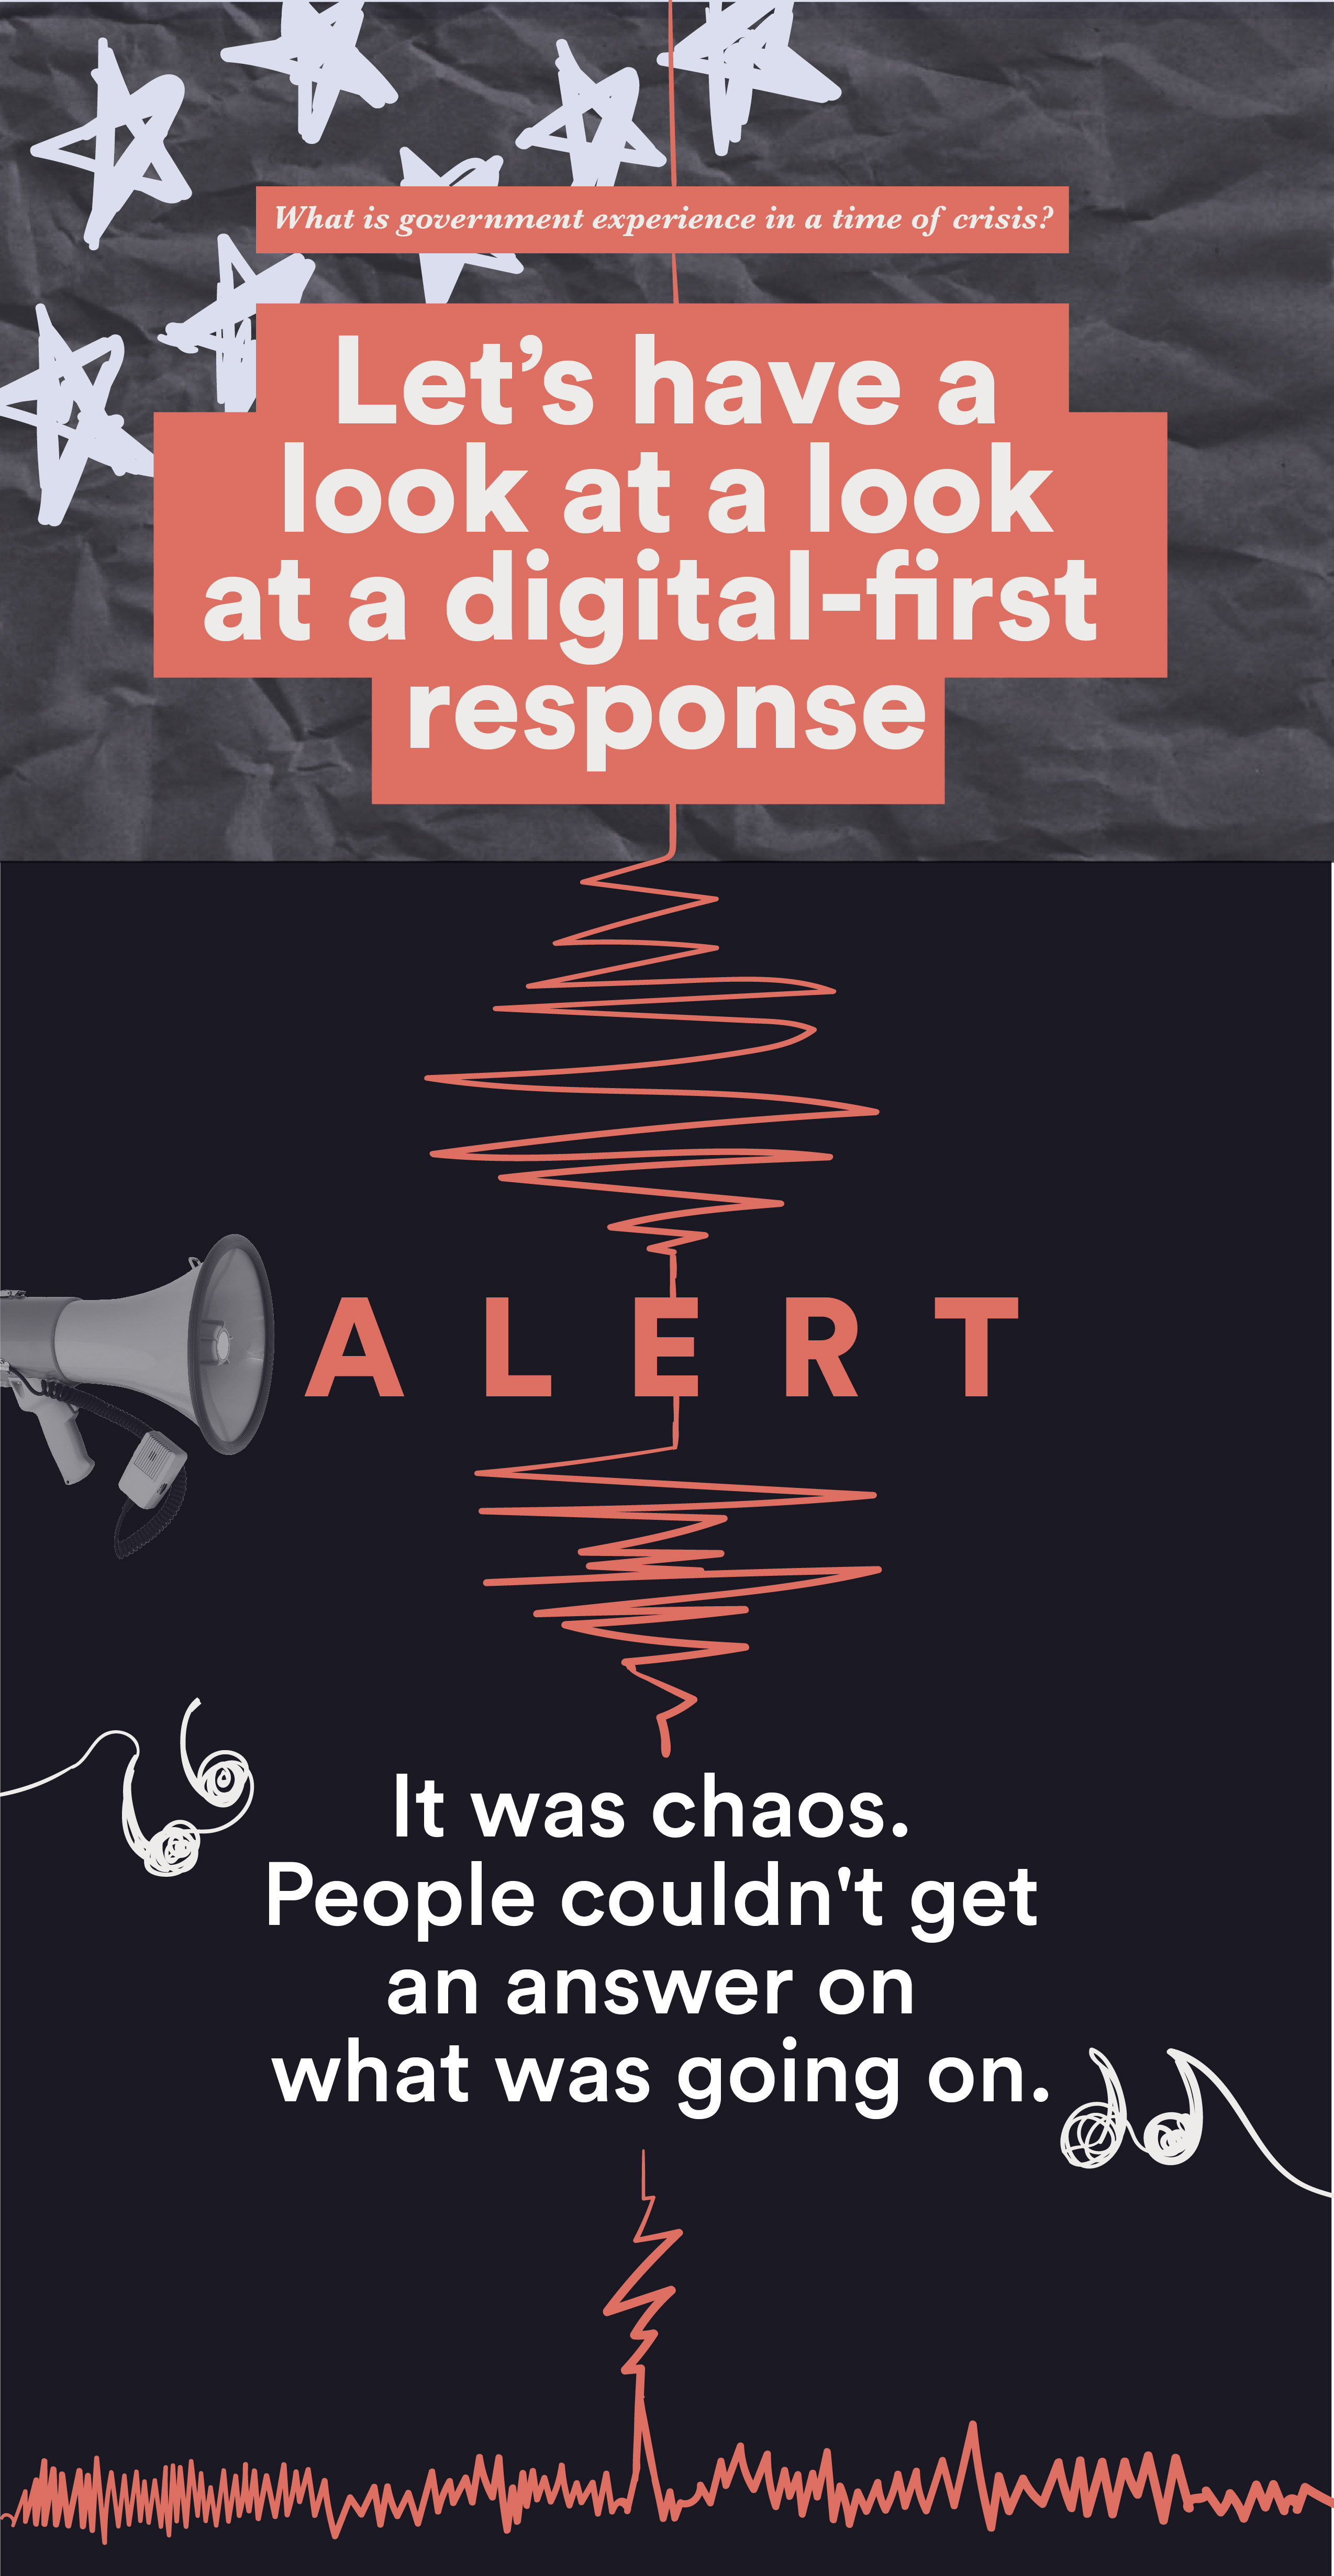 What is government experience in a time of crisis?
Let’s have a
look at a look
at a digital-first
response
ALERT
It was chaos.
People couldn't get
an answer on
what was going on.